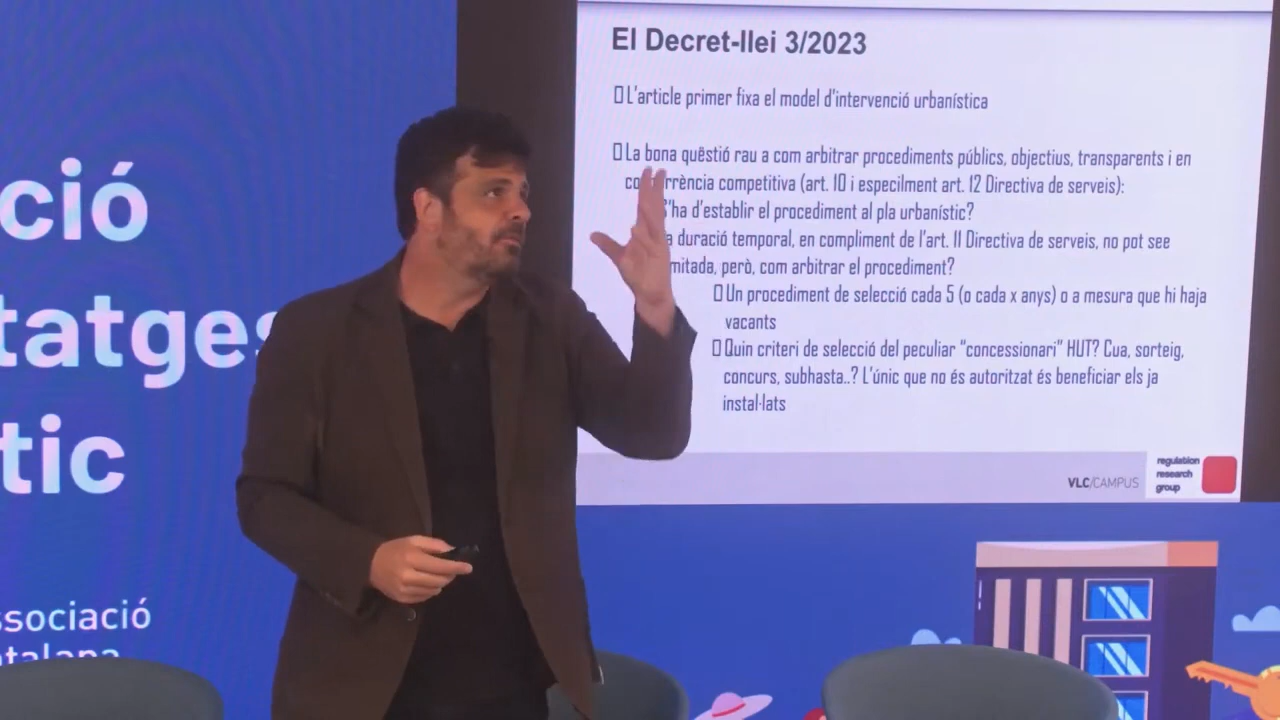 ció
tatges
tic
ssociació
atalana
El Decret-llei 3/2023
L'article primer fixa el model d'intervenció urbanística
La bona qüestió rau a com arbitrar procediments públics, objectius, transparents i en
co rrència competitiva (art. 10 i especilment art. 12 Directiva de serveis):
S'ha d'establir el procediment al pla urbanístic?
a duració temporal, en compliment de l'art. 11 Directiva de serveis, no pot see
mitada, però, com arbitrar el procediment?
Un procediment de selecció cada 5 (o cada x anys) o a mesura que hi haja
vacants
Quin criteri de selecció del peculiar "concessionari" HUT? Cua, sorteig,
concurs, subhasta..? L'únic que no és autoritzat és beneficiar els ja
instal·lats
VLC/CAMPUS
regulation
research
group